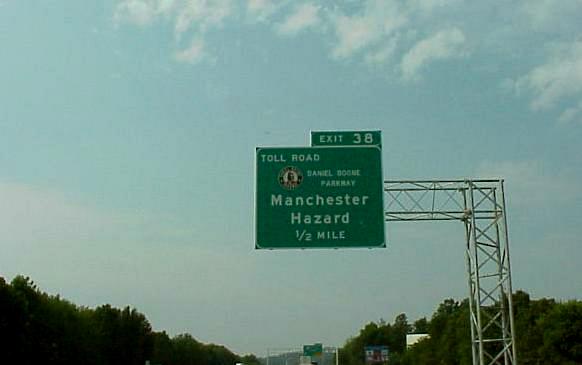 EXIT 38
TOLL ROAD
DANIEL BOONE
PARKWAY
Manchester
Hazard
1/2 MILE